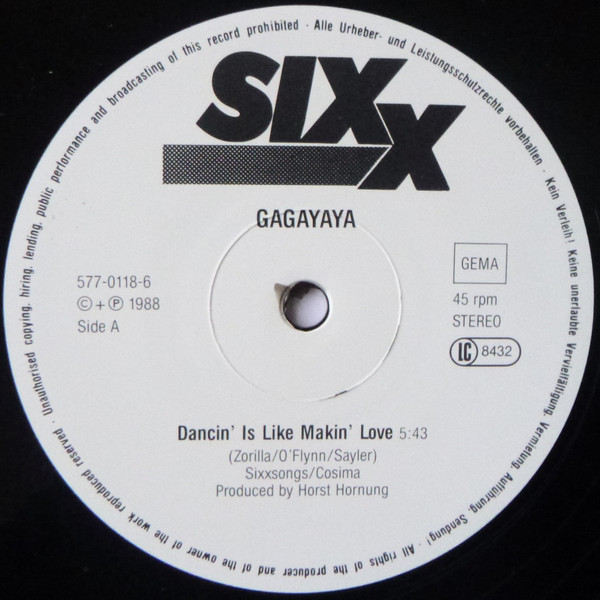 SIXX
GAGAYAYA
577-0118-6
©+℗ 1988
Side A
GEMA
45 rpm
STEREO
LC 8432
Dancin' Is Like Makin' Love 5:43
(Zorilla/O'Flynn/Sayler)
Sixxsongs/Cosima
Produced by Horst Hornung
Alle Urheber- und Leistungsschutzrechte vorbehalten · Kein Verleih! Keine unerlaubte Vervielfältigung, Vermietung, Aufführung, Sendung! · All rights of the producer and of the owner of the work reproduced reserved · Unauthorised copying, hiring, lending, public performance and broadcasting of this record prohibited ·